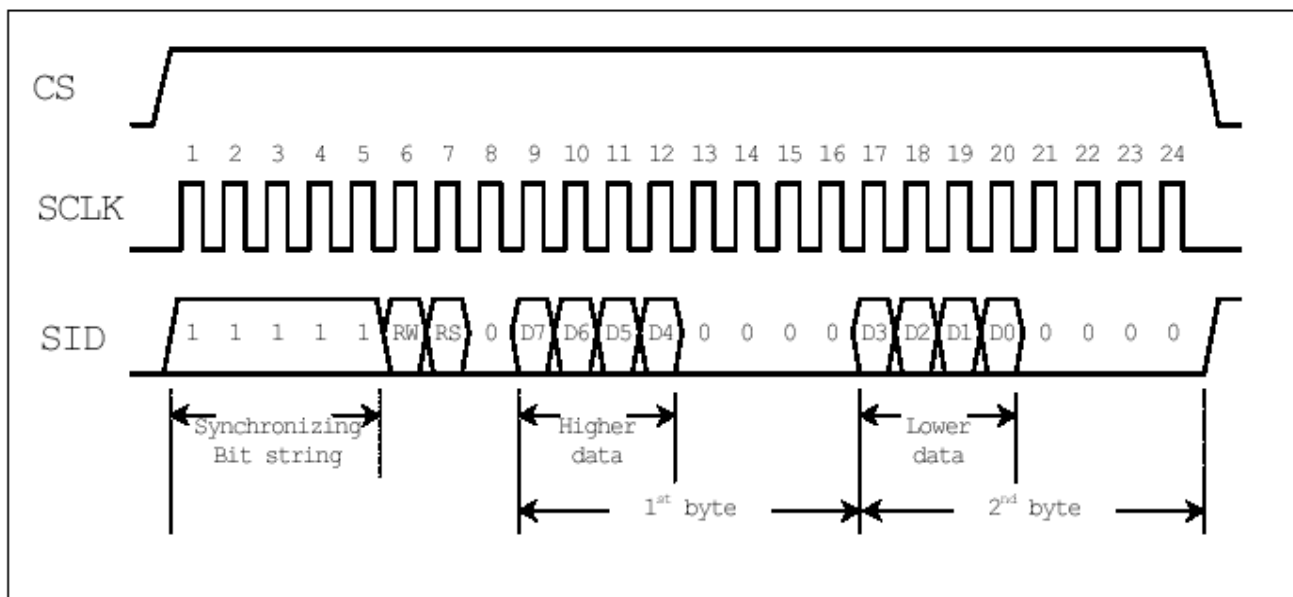 CS
1 2 3 4 5 6 7 8 9 10 11 12 13 14 15 16 17 18 19 20 21 22 23 24
SCLK
SID 1 1 1 1 1 RW RS 0 D7 D6 D5 D4 0 0 0 0 D3 D2 D1 D0 0 0 0 0
Synchronizing Higher Lower
Bit string data data
1st byte 2nd byte